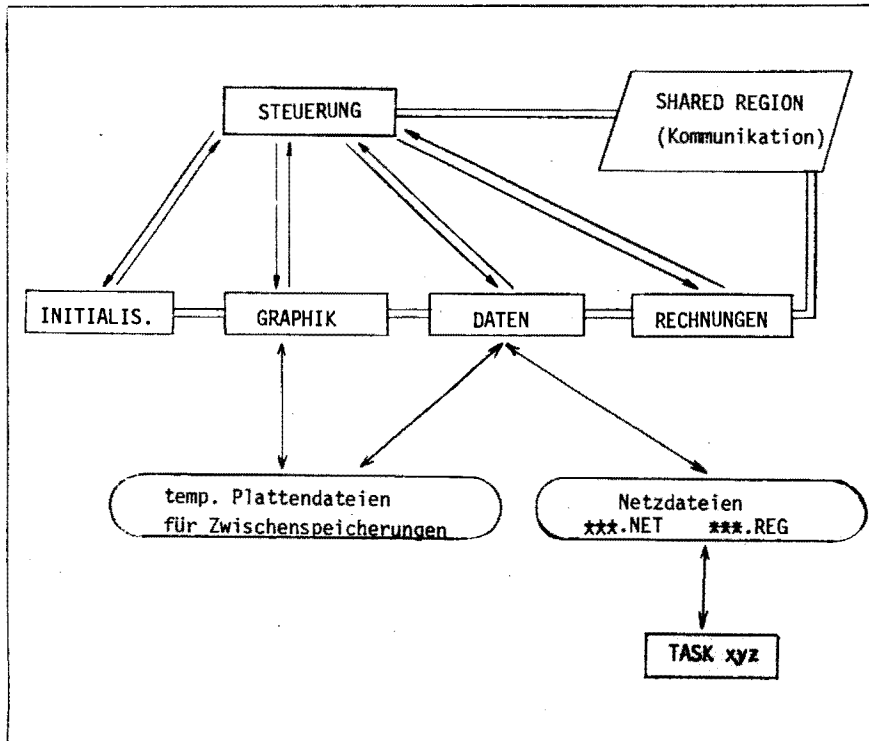 STEUERUNG
SHARED REGION
(Kommunikation)
INITIALIS.
GRAPHIK
DATEN
RECHNUNGEN
temp. Plattendateien
für Zwischenspeicherungen
Netzdateien
***.NET ***.REG
TASK xyz